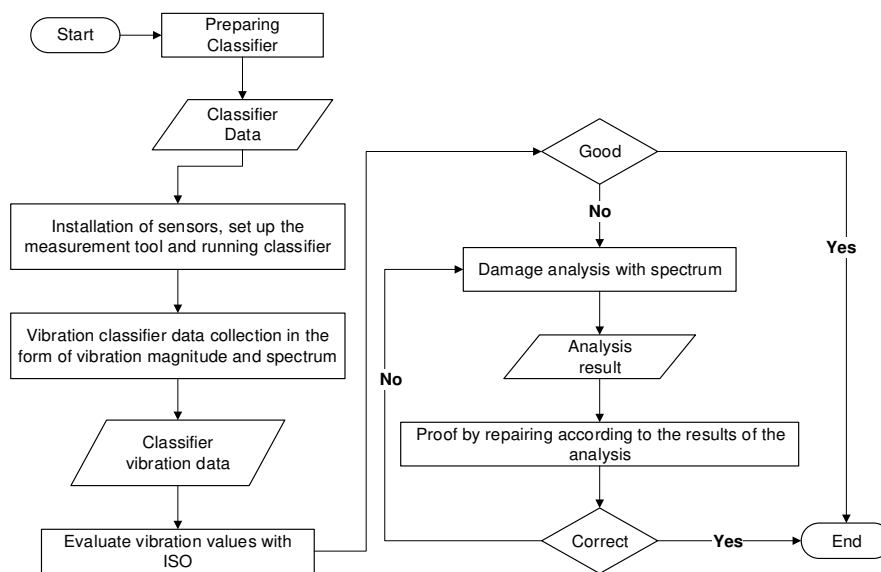 Start
Preparing
Classifier
Classifier
Data
Installation of sensors, set up the
measurement tool and running classifier
Vibration classifier data collection in the
form of vibration magnitude and spectrum
Classifier
vibration data
Evaluate vibration values with
ISO
Good
No
Yes
Damage analysis with spectrum
Analysis
result
No
Proof by repairing according to the results of the
analysis
Correct
Yes
End